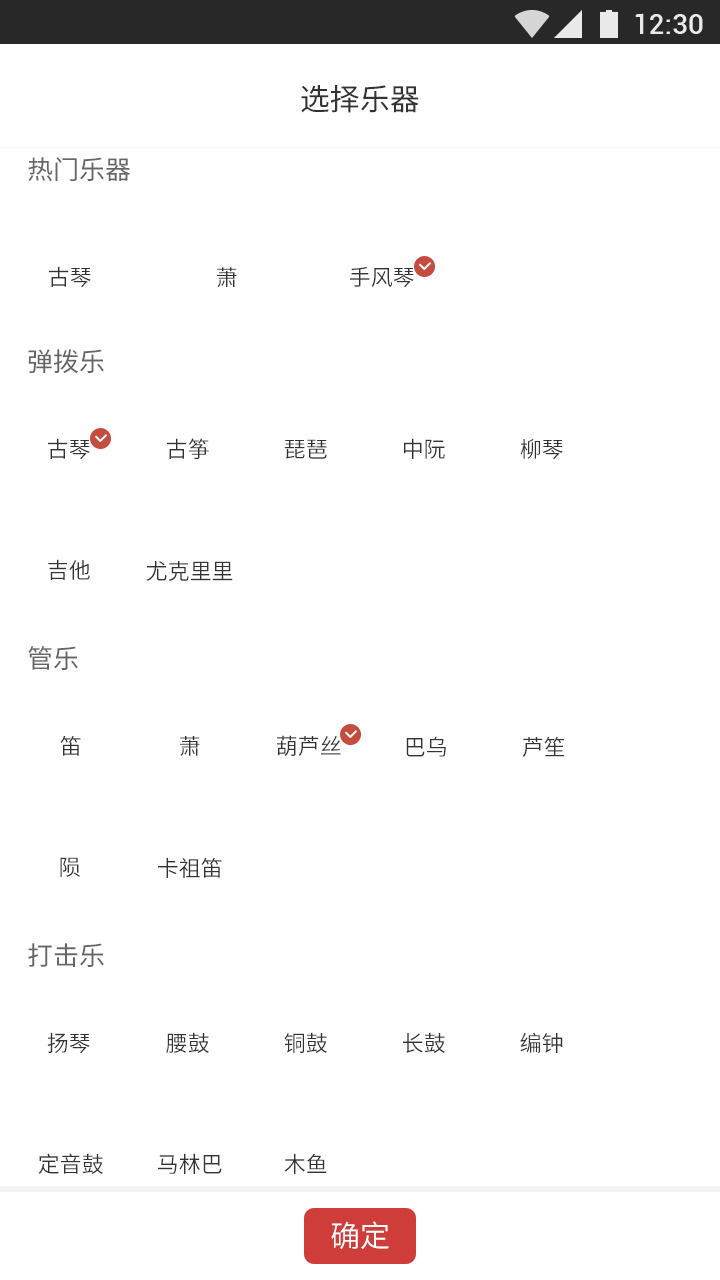 12:30
选择乐器
热门乐器
古琴 萧 手风琴
弹拨乐
古琴 古筝 琵琶 中阮 柳琴
吉他 尤克里里
管乐
笛 萧 葫芦丝 巴乌 芦笙
陨 卡祖笛
打击乐
扬琴 腰鼓 铜鼓 长鼓 编钟
定音鼓 马林巴 木鱼
确定